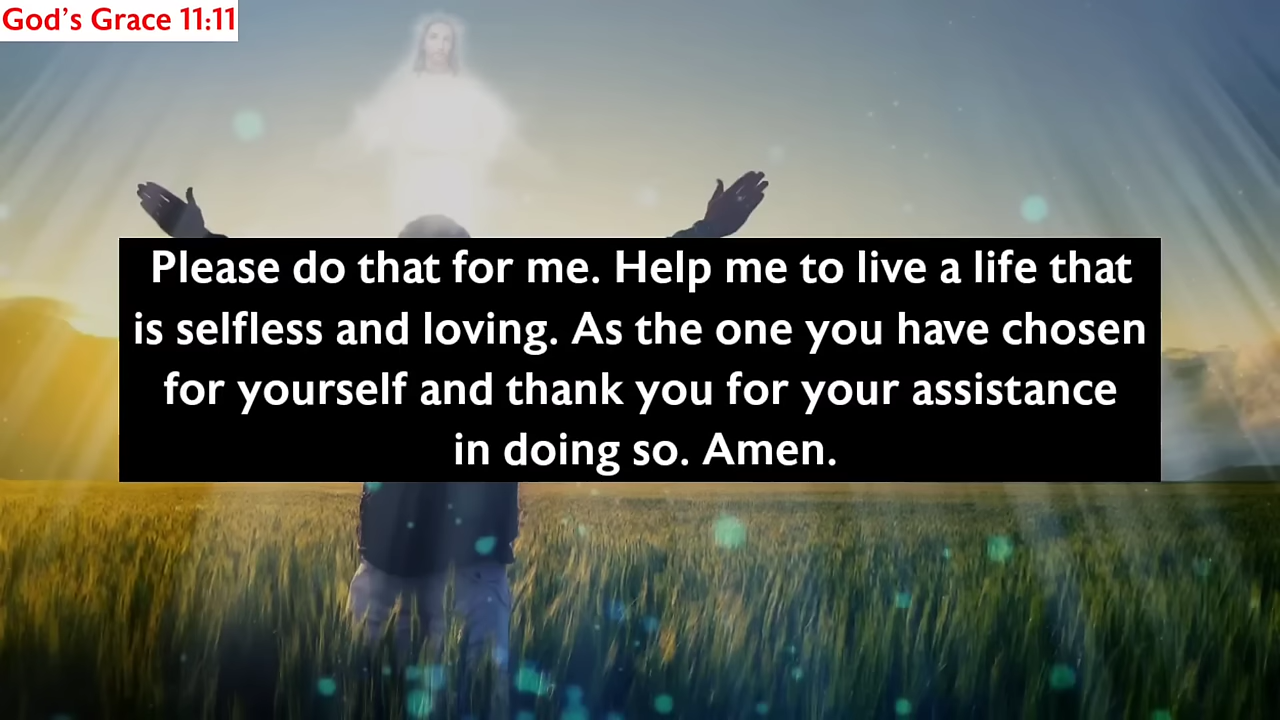 God's Grace 11:11
Please do that for me. Help me to live a life that
is selfless and loving. As the one you have chosen
for yourself and thank you for your assistance
in doing so. Amen.